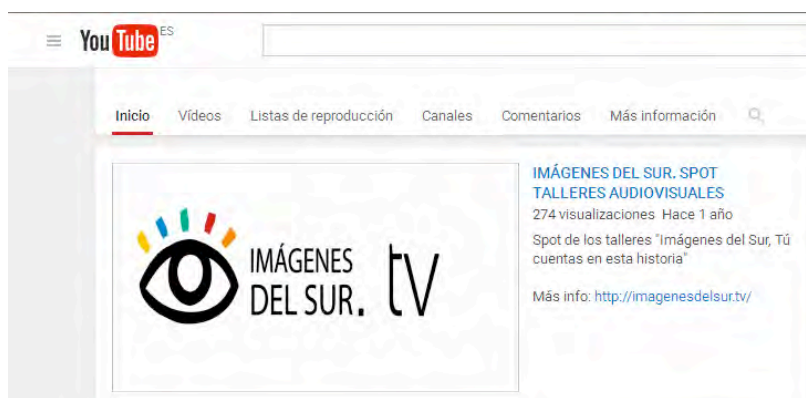 YouTube ES
Inicio Vídeos Listas de reproducción Canales Comentarios Más información
IMÁGENES DEL SUR. tv
IMÁGENES DEL SUR. SPOT
TALLERES AUDIOVISUALES
274 visualizaciones Hace 1 año
Spot de los talleres "Imágenes del Sur, Tú
cuentas en esta historia"
Más info: http://imagenesdelsur.tv/